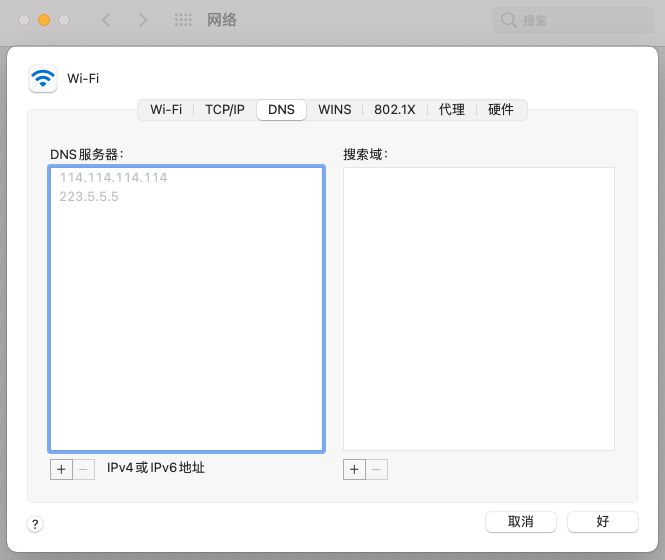 网络
搜索
Wi-Fi
Wi-Fi TCP/IP DNS WINS 802.1X 代理 硬件
DNS服务器： 搜索域：
114.114.114.114
223.5.5.5
+ − IPv4或IPv6地址 + −
? 取消 好